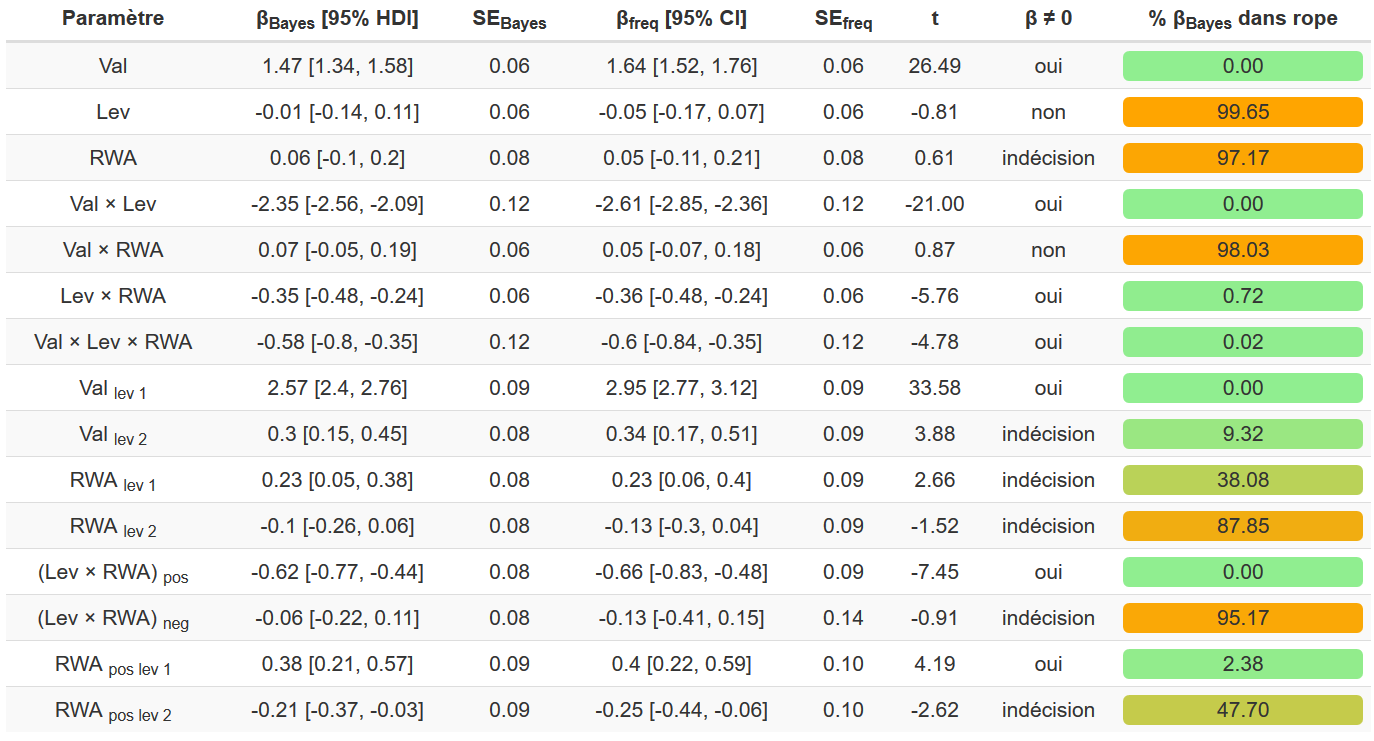 Paramètre βBayes [95% HDI] SEBayes βfreq [95% CI] SEfreq t β ≠ 0 % βBayes dans rope
Val 1.47 [1.34, 1.58] 0.06 1.64 [1.52, 1.76] 0.06 26.49 oui 0.00
Lev -0.01 [-0.14, 0.11] 0.06 -0.05 [-0.17, 0.07] 0.06 -0.81 non 99.65
RWA 0.06 [-0.1, 0.2] 0.08 0.05 [-0.11, 0.21] 0.08 0.61 indécision 97.17
Val × Lev -2.35 [-2.56, -2.09] 0.12 -2.61 [-2.85, -2.36] 0.12 -21.00 oui 0.00
Val × RWA 0.07 [-0.05, 0.19] 0.06 0.05 [-0.07, 0.18] 0.06 0.87 non 98.03
Lev × RWA -0.35 [-0.48, -0.24] 0.06 -0.36 [-0.48, -0.24] 0.06 -5.76 oui 0.72
Val × Lev × RWA -0.58 [-0.8, -0.35] 0.12 -0.6 [-0.84, -0.35] 0.12 -4.78 oui 0.02
Val lev 1 2.57 [2.4, 2.76] 0.09 2.95 [2.77, 3.12] 0.09 33.58 oui 0.00
Val lev 2 0.3 [0.15, 0.45] 0.08 0.34 [0.17, 0.51] 0.09 3.88 indécision 9.32
RWA lev 1 0.23 [0.05, 0.38] 0.08 0.23 [0.06, 0.4] 0.09 2.66 indécision 38.08
RWA lev 2 -0.1 [-0.26, 0.06] 0.08 -0.13 [-0.3, 0.04] 0.09 -1.52 indécision 87.85
(Lev × RWA) pos -0.62 [-0.77, -0.44] 0.08 -0.66 [-0.83, -0.48] 0.09 -7.45 oui 0.00
(Lev × RWA) neg -0.06 [-0.22, 0.11] 0.08 -0.13 [-0.41, 0.15] 0.14 -0.91 indécision 95.17
RWA pos lev 1 0.38 [0.21, 0.57] 0.09 0.4 [0.22, 0.59] 0.10 4.19 oui 2.38
RWA pos lev 2 -0.21 [-0.37, -0.03] 0.09 -0.25 [-0.44, -0.06] 0.10 -2.62 indécision 47.70